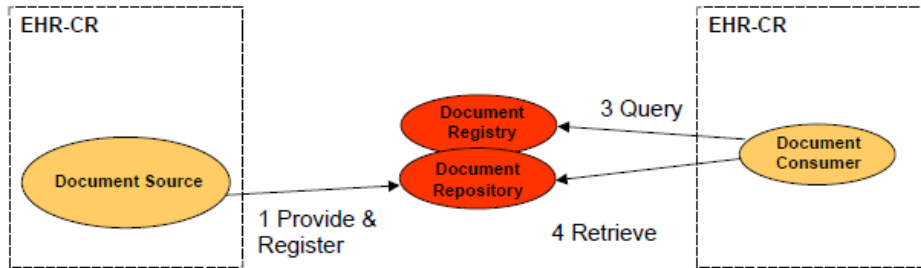 EHR-CR
EHR-CR
Document
Registry
3 Query
Document
Consumer
Document Source
Document
Repository
1 Provide &
Register
4 Retrieve